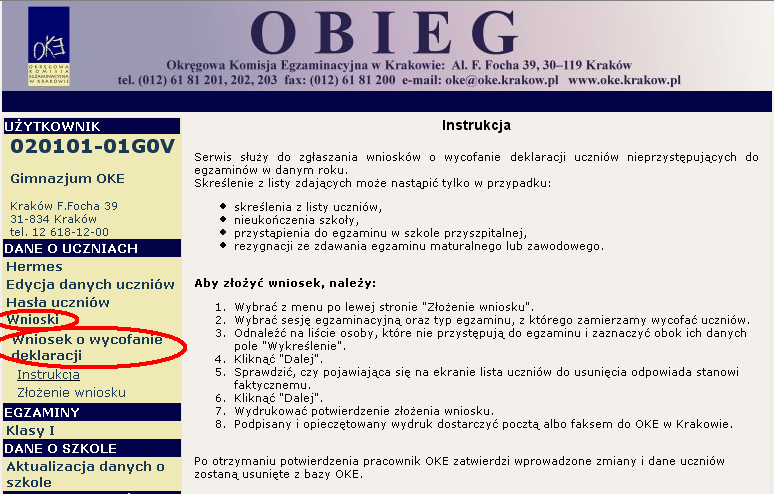 OKE
OKRĘGOWA
KOMISJA
EGZAMINACYJNA
W KRAKOWIE
OBIEG
Okręgowa Komisja Egzaminacyjna w Krakowie: Al. F. Focha 39, 30–119 Kraków
tel. (012) 61 81 201, 202, 203 fax: (012) 61 81 200 e-mail: oke@oke.krakow.pl www.oke.krakow.pl
UŻYTKOWNIK
020101-01G0V
Gimnazjum OKE
Kraków F.Focha 39
31-834 Kraków
tel. 12 618-12-00
DANE O UCZNIACH
Hermes
Edycja danych uczniów
Hasła uczniów
Wnioski
Wniosek o wycofanie
deklaracji
Instrukcja
Złożenie wniosku
EGZAMINY
Klasy I
DANE O SZKOLE
Aktualizacja danych o
szkole
Instrukcja
Serwis służy do zgłaszania wniosków o wycofanie deklaracji uczniów nieprzystępujących do
egzaminów w danym roku.
Skreślenie z listy zdających może nastąpić tylko w przypadku:
• skreślenia z listy uczniów,
• nieukończenia szkoły,
• przystąpienia do egzaminu w szkole przyszpitalnej,
• rezygnacji ze zdawania egzaminu maturalnego lub zawodowego.
Aby złożyć wniosek, należy:
1. Wybrać z menu po lewej stronie "Złożenie wniosku".
2. Wybrać sesję egzaminacyjną oraz typ egzaminu, z którego zamierzamy wycofać uczniów.
3. Odnaleźć na liście osoby, które nie przystępują do egzaminu i zaznaczyć obok ich danych
pole "Wykreślenie".
4. Kliknąć "Dalej".
5. Sprawdzić, czy pojawiająca się na ekranie lista uczniów do usunięcia odpowiada stanowi
faktycznemu.
6. Kliknąć "Dalej".
7. Wydrukować potwierdzenie złożenia wniosku.
8. Podpisany i opieczętowany wydruk dostarczyć pocztą albo faksem do OKE w Krakowie.
Po otrzymaniu potwierdzenia pracownik OKE zatwierdzi wprowadzone zmiany i dane uczniów
zostaną usunięte z bazy OKE.